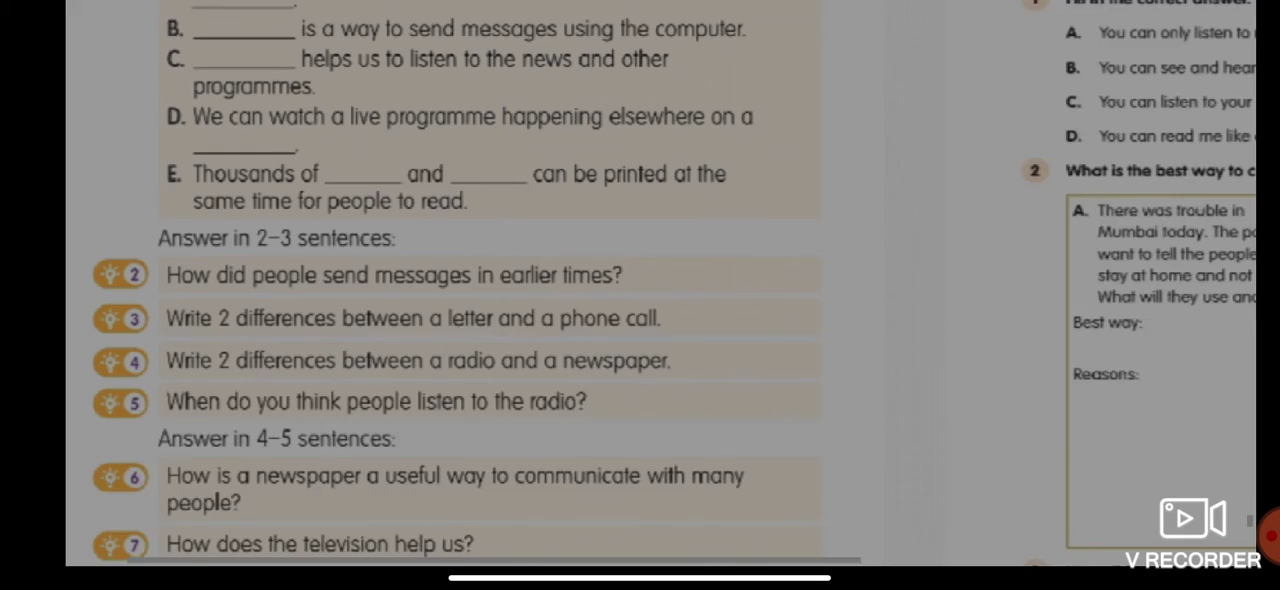 B. ________ is a way to send messages using the computer.
C. ________ helps us to listen to the news and other
programmes.
D. We can watch a live programme happening elsewhere on a
________.
E. Thousands of ______ and ______ can be printed at the
same time for people to read.
Answer in 2–3 sentences:
2 How did people send messages in earlier times?
3 Write 2 differences between a letter and a phone call.
4 Write 2 differences between a radio and a newspaper.
5 When do you think people listen to the radio?
Answer in 4–5 sentences:
6 How is a newspaper a useful way to communicate with many
people?
7 How does the television help us?
A. You can only listen to
B. You can see and hear
C. You can listen to your
D. You can read me like
2 What is the best way to c
A. There was trouble in
Mumbai today. The po
want to tell the people
stay at home and not
What will they use and
Best way:
Reasons:
V RECORDER